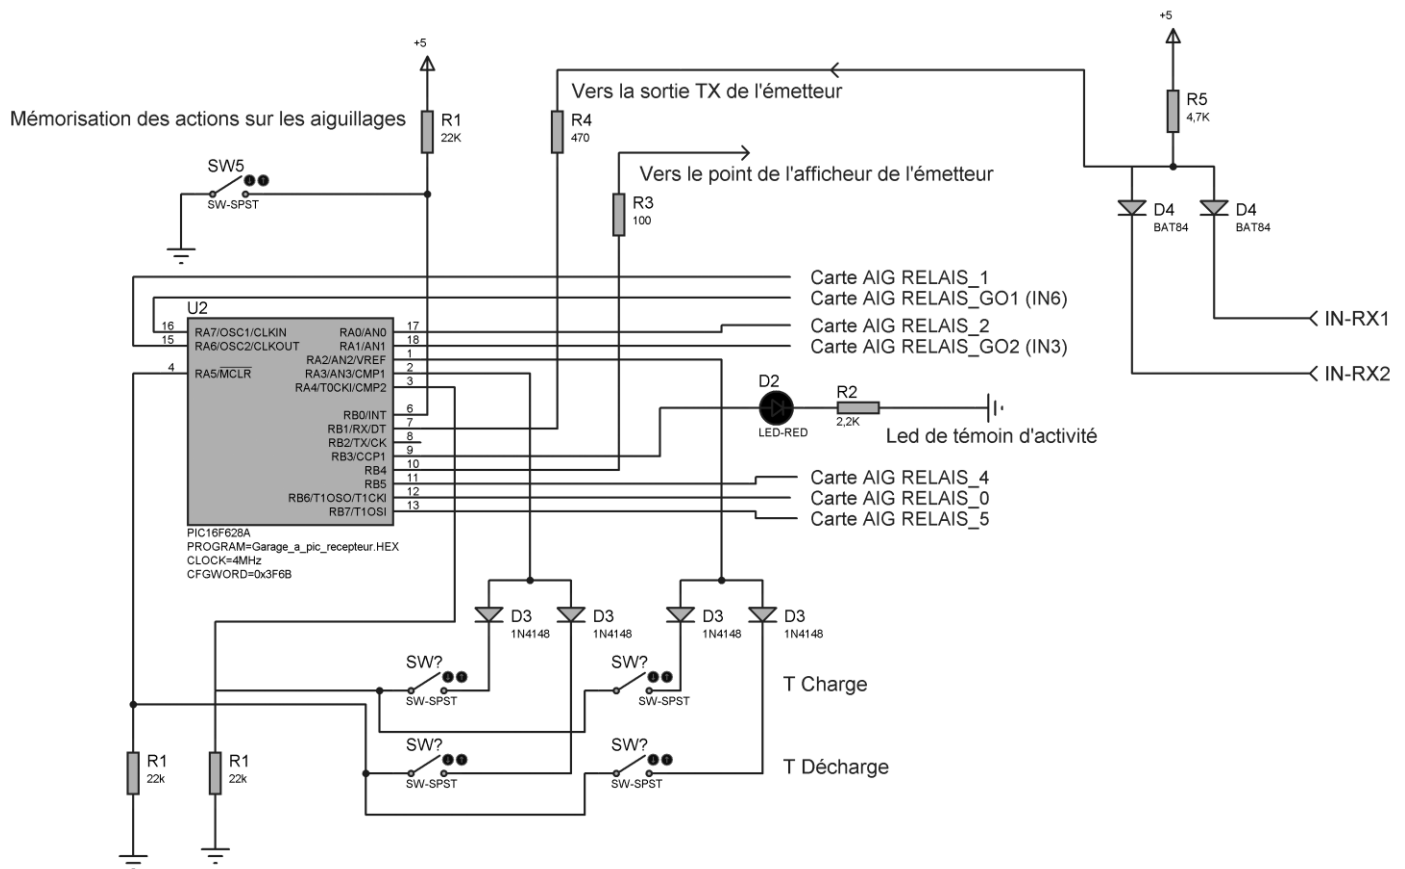 +5
+5
Vers la sortie TX de l'émetteur
Mémorisation des actions sur les aiguillages
R1
22K
R4
470
R5
4,7K
SW5
SW-SPST
Vers le point de l'afficheur de l'émetteur
R3
100
D4
BAT84
D4
BAT84
Carte AIG RELAIS_1
Carte AIG RELAIS_GO1 (IN6)
Carte AIG RELAIS_2
Carte AIG RELAIS_GO2 (IN3)
IN-RX1
IN-RX2
U2
16 RA7/OSC1/CLKIN RA0/AN0 17
15 RA6/OSC2/CLKOUT RA1/AN1 18
RA2/AN2/VREF 1
4 RA5/MCLR RA3/AN3/CMP1 2
RA4/T0CKI/CMP2 3
RB0/INT 6
RB1/RX/DT 7
RB2/TX/CK 8
RB3/CCP1 9
RB4 10
RB5 11
RB6/T1OSO/T1CKI 12
RB7/T1OSI 13
D2
LED-RED
R2
2,2K
Led de témoin d'activité
Carte AIG RELAIS_4
Carte AIG RELAIS_0
Carte AIG RELAIS_5
PIC16F628A
PROGRAM=Garage_a_pic_recepteur.HEX
CLOCK=4MHz
CFGWORD=0x3F6B
D3
1N4148
D3
1N4148
D3
1N4148
D3
1N4148
SW?
SW-SPST
SW?
SW-SPST
T Charge
SW?
SW-SPST
SW?
SW-SPST
T Décharge
R1
22k
R1
22k